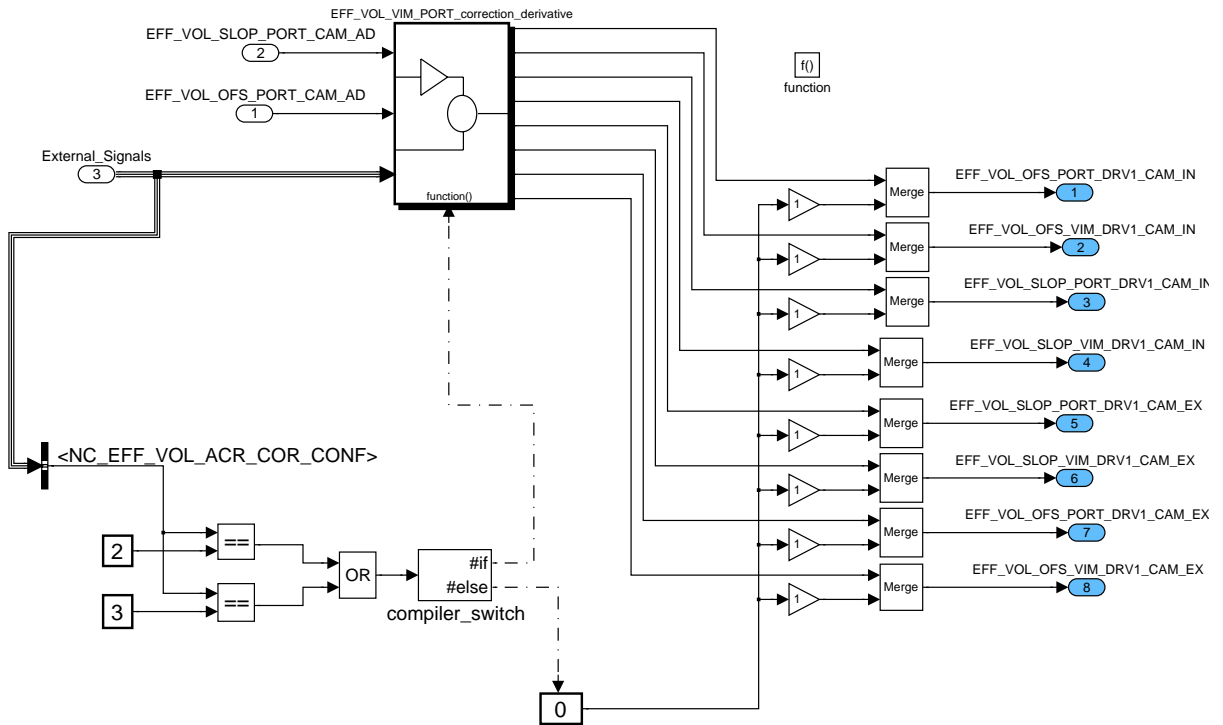 EFF_VOL_VIM_PORT_correction_derivative
EFF_VOL_SLOP_PORT_CAM_AD
2
EFF_VOL_OFS_PORT_CAM_AD
1
External_Signals
3
function()
f()
function
EFF_VOL_OFS_PORT_DRV1_CAM_IN
1
Merge
1
EFF_VOL_OFS_VIM_DRV1_CAM_IN
1
Merge
2
EFF_VOL_SLOP_PORT_DRV1_CAM_IN
1
Merge
3
EFF_VOL_SLOP_VIM_DRV1_CAM_IN
1
Merge
4
EFF_VOL_SLOP_PORT_DRV1_CAM_EX
1
Merge
5
EFF_VOL_SLOP_VIM_DRV1_CAM_EX
1
Merge
6
EFF_VOL_OFS_PORT_DRV1_CAM_EX
1
Merge
7
EFF_VOL_OFS_VIM_DRV1_CAM_EX
1
Merge
8
<NC_EFF_VOL_ACR_COR_CONF>
2
==
3
==
OR
#if
#else
compiler_switch
0